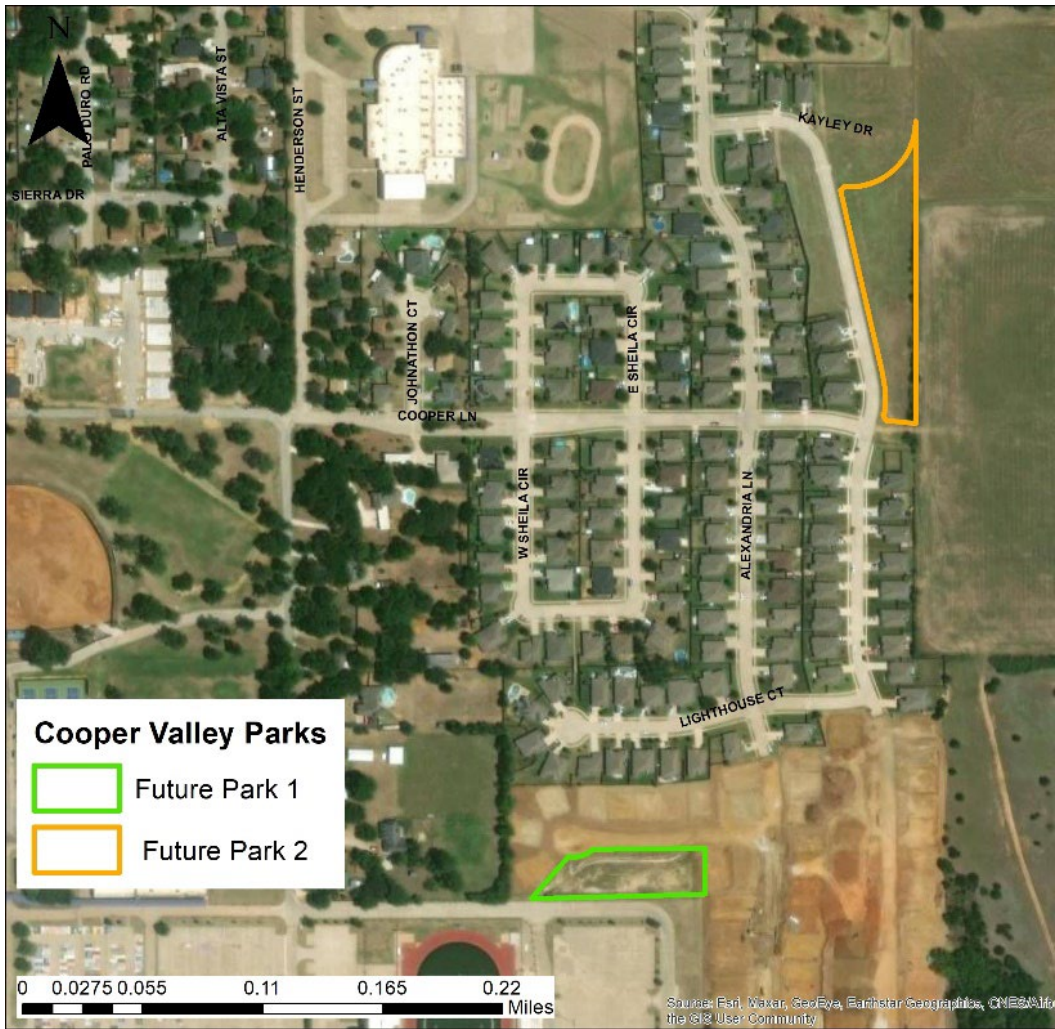 N
PALO DURO RD
ALTA VISTA ST
HENDERSON ST
SIERRA DR
KAYLEY DR
JOHNATHON CT
E SHEILA CIR
COOPER LN
W SHEILA CIR
ALEXANDRIA LN
LIGHTHOUSE CT
Cooper Valley Parks
Future Park 1
Future Park 2
0 0.0275 0.055 0.11 0.165 0.22
Miles
Source: Esri, Maxar, GeoEye, Earthstar Geographics, CNES/Airb
the GIS User Community